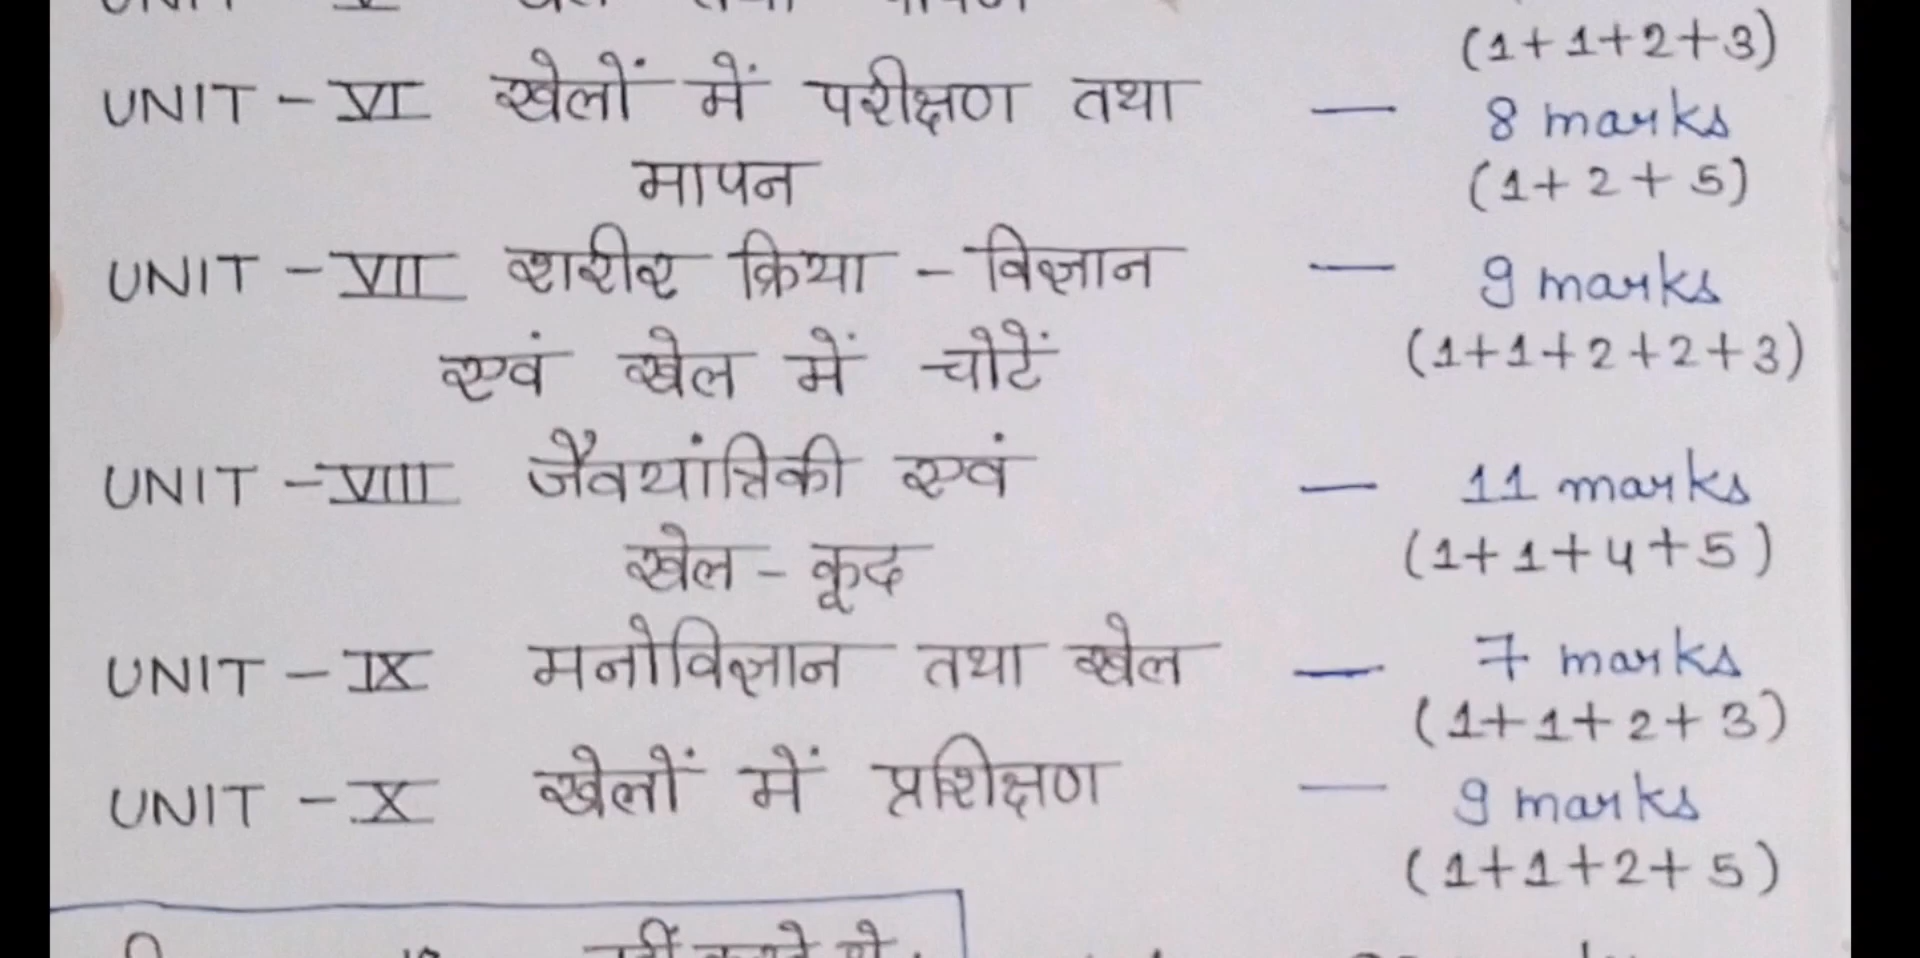 (1+1+2+3)
UNIT - VI खेलों में परीक्षण तथा — 8 marks
मापन (1+2+5)
UNIT - VII शरीर क्रिया - विज्ञान — 9 marks
एवं खेल में चोटें (1+1+2+2+3)
UNIT - VIII जैवयांत्रिकी एवं — 11 marks
खेल - कूद (1+1+4+5)
UNIT - IX मनोविज्ञान तथा खेल — 7 marks
(1+1+2+3)
UNIT - X खेलों में प्रशिक्षण — 9 marks
(1+1+2+5)